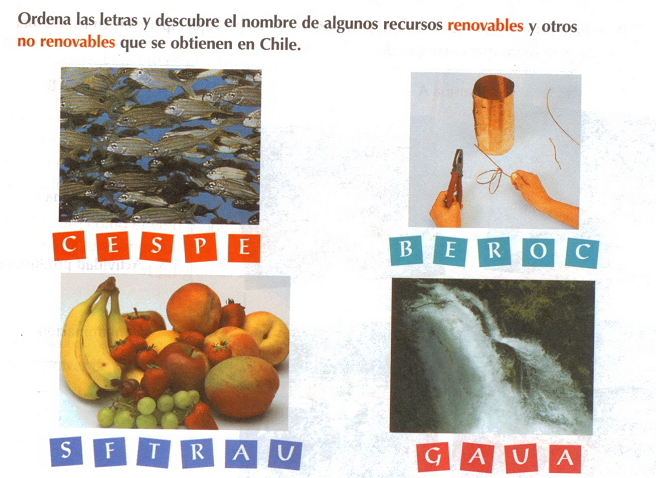 Ordena las letras y descubre el nombre de algunos recursos renovables y otros
no renovables que se obtienen en Chile.
C E S P E
B E R O C
S F T R A U
G A U A